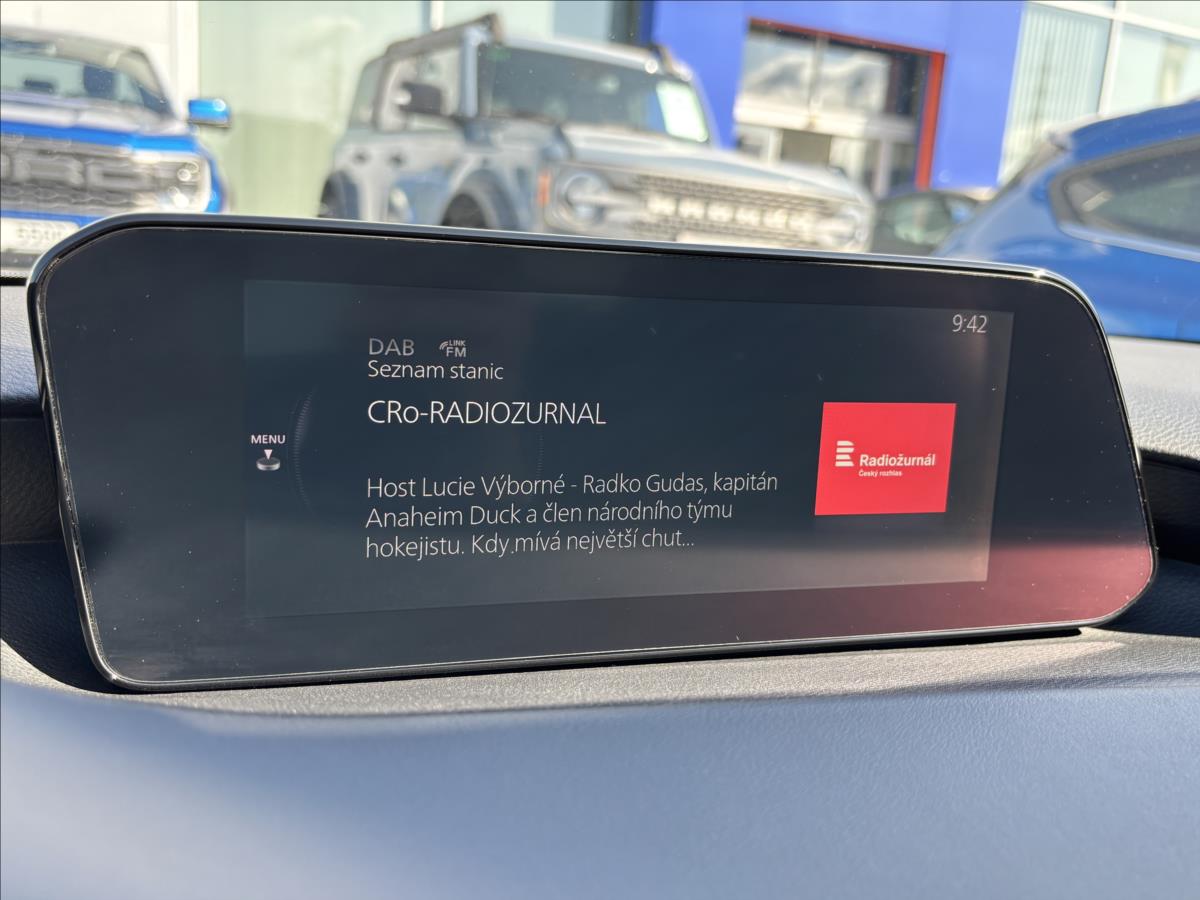 9:42
DAB
LINK
FM
Seznam stanic
CRo-RADIOZURNAL
MENU
Radiožurnál
Český rozhlas
Host Lucie Výborné - Radko Gudas, kapitán
Anaheim Duck a člen národního týmu
hokejistu. Kdy mívá největší chut...